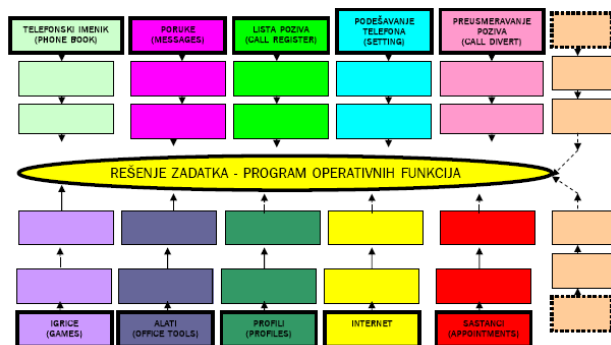 TELEFONSKI IMENIK
(PHONE BOOK)
PORUKE
(MESSAGES)
LISTA POZIVA
(CALL REGISTER)
PODEŠAVANJE
TELEFONA
(SETTING)
PREUSMERAVANJE
POZIVA
(CALL DIVERT)
REŠENJE ZADATKA - PROGRAM OPERATIVNIH FUNKCIJA
IGRICE
(GAMES)
ALATI
(OFFICE TOOLS)
PROFILI
(PROFILES)
INTERNET
SASTANCI
(APPOINTMENTS)